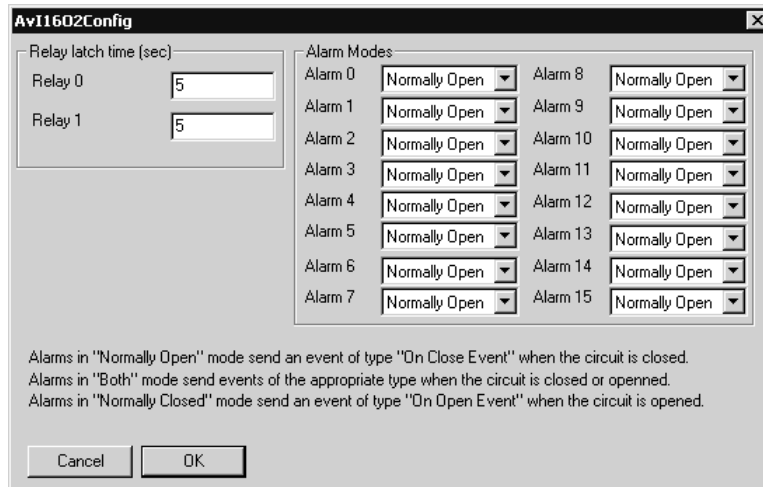 AvI16O2Config
Relay latch time (sec)
Relay 0 5
Relay 1 5
Alarm Modes
Alarm 0 Normally Open Alarm 8 Normally Open
Alarm 1 Normally Open Alarm 9 Normally Open
Alarm 2 Normally Open Alarm 10 Normally Open
Alarm 3 Normally Open Alarm 11 Normally Open
Alarm 4 Normally Open Alarm 12 Normally Open
Alarm 5 Normally Open Alarm 13 Normally Open
Alarm 6 Normally Open Alarm 14 Normally Open
Alarm 7 Normally Open Alarm 15 Normally Open
Alarms in "Normally Open" mode send an event of type "On Close Event" when the circuit is closed.
Alarms in "Both" mode send events of the appropriate type when the circuit is closed or openned.
Alarms in "Normally Closed" mode send an event of type "On Open Event" when the circuit is opened.
Cancel OK